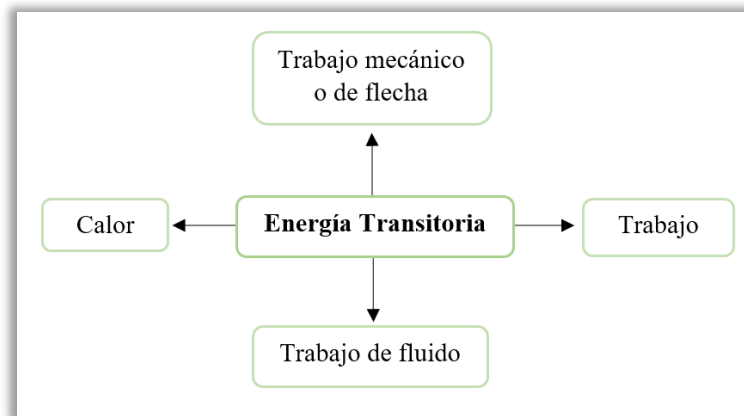 Trabajo mecánico
o de flecha
Calor
Energía Transitoria
Trabajo
Trabajo de fluido